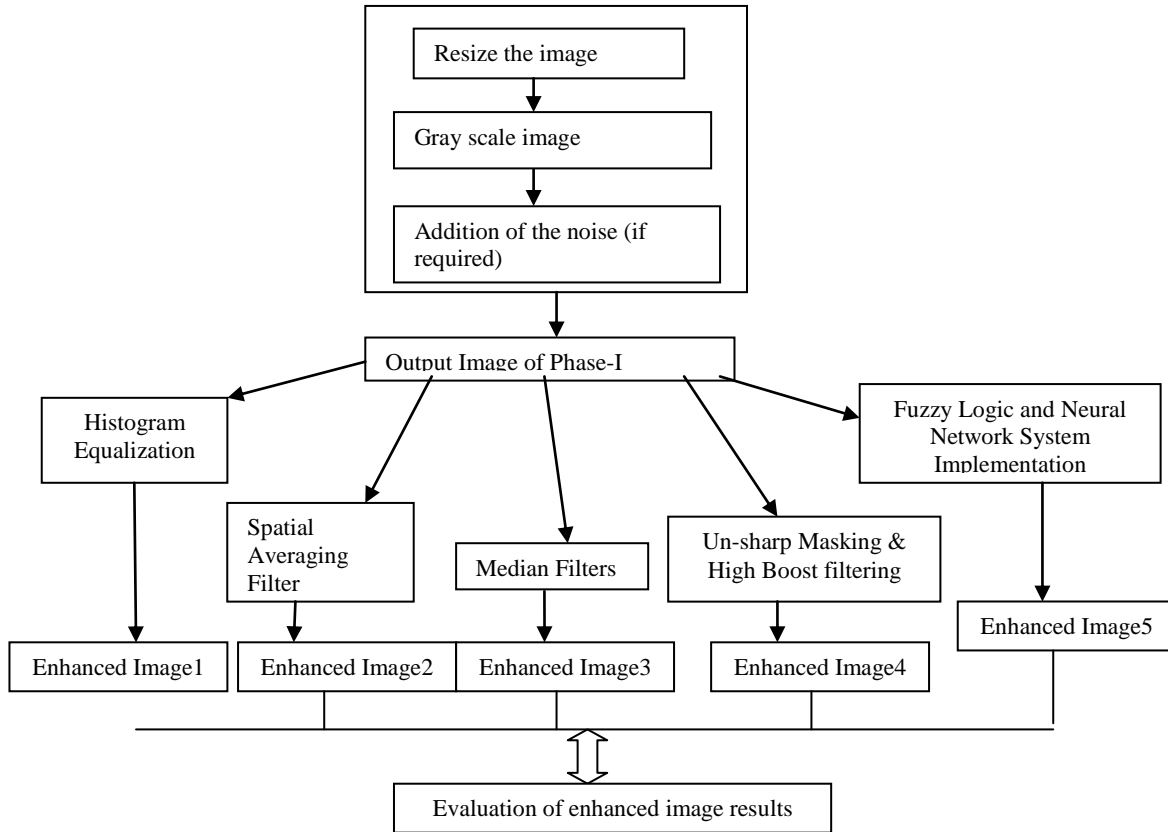 Resize the image
Gray scale image
Addition of the noise (if
required)
Output Image of Phase-I
Histogram
Equalization
Fuzzy Logic and Neural
Network System
Implementation
Spatial
Averaging
Filter
Median Filters
Un-sharp Masking &
High Boost filtering
Enhanced Image1
Enhanced Image2
Enhanced Image3
Enhanced Image4
Enhanced Image5
Evaluation of enhanced image results